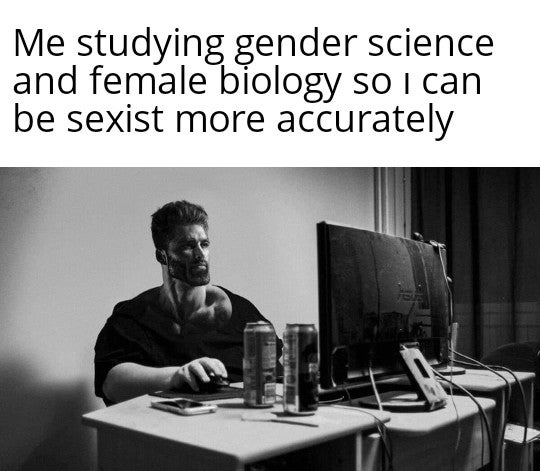 Me studying gender science
and female biology so ı can
be sexist more accurately